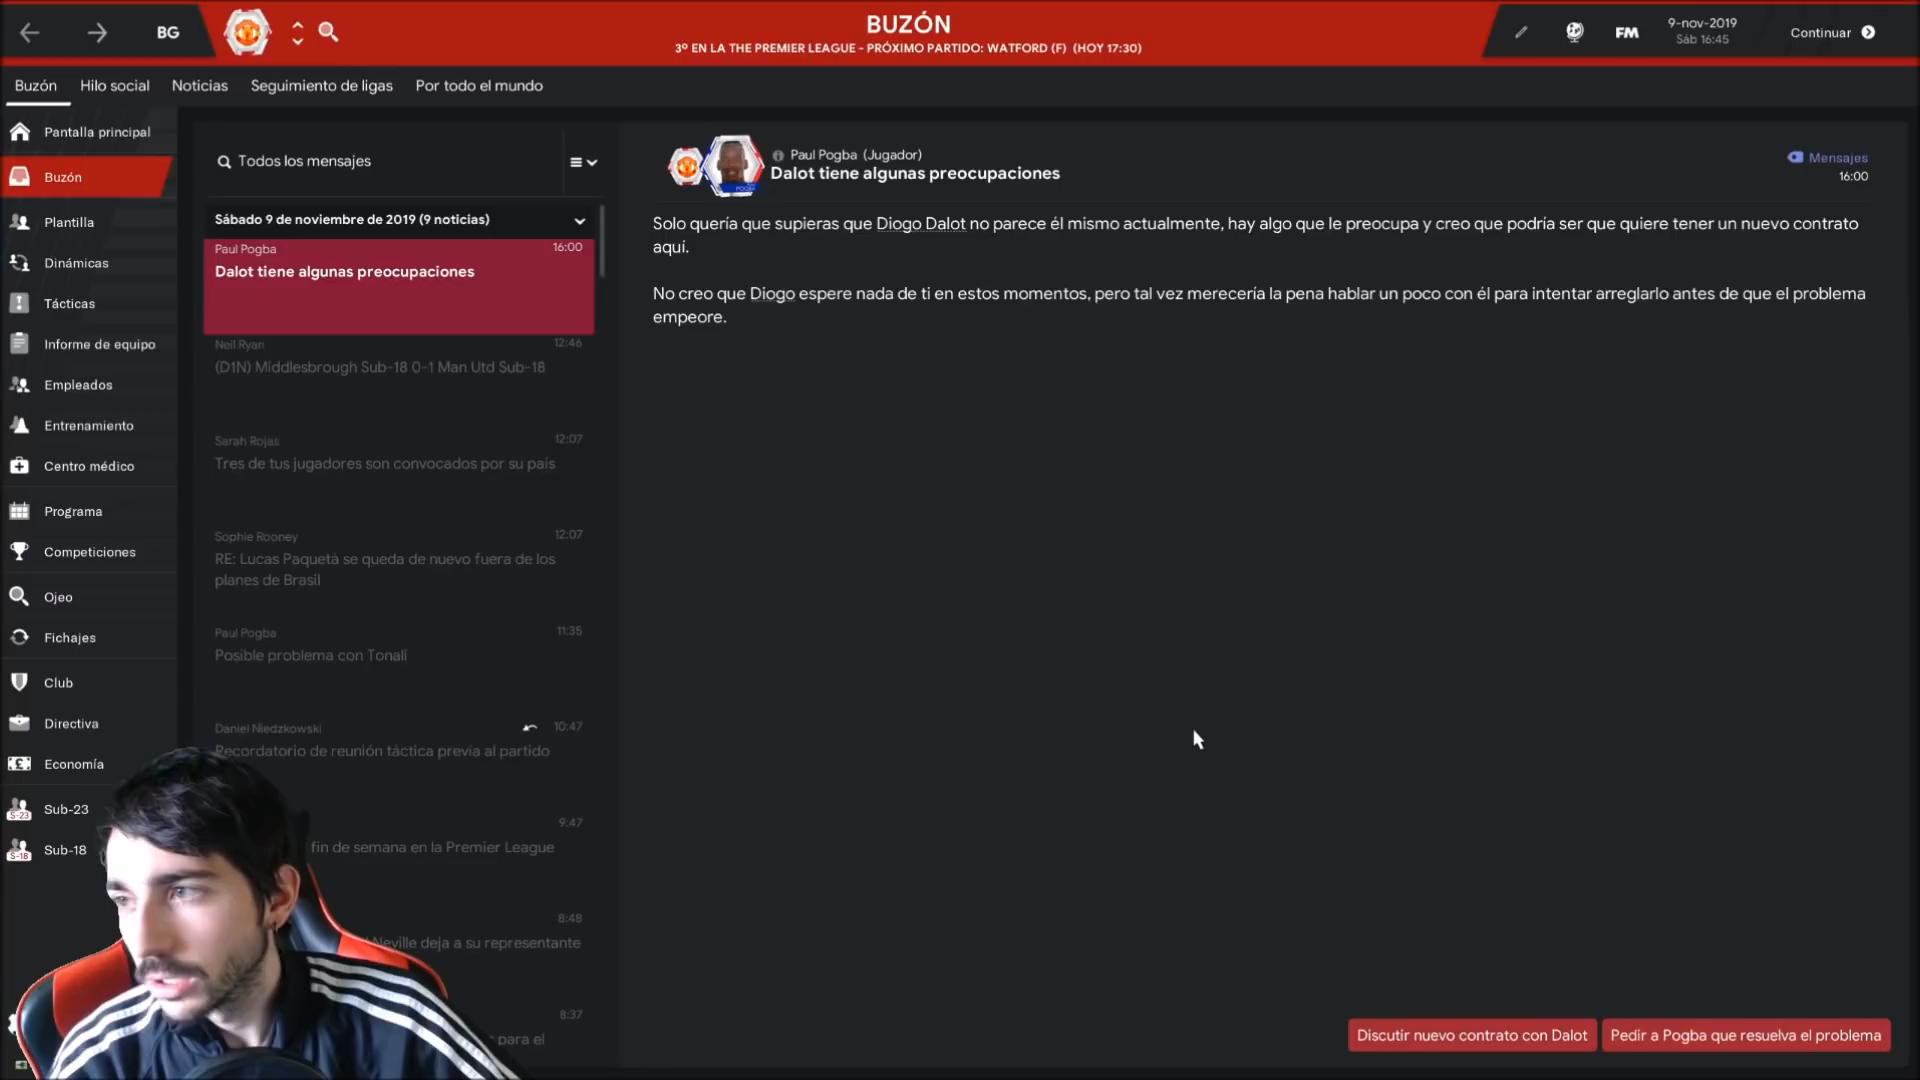 BG
BUZÓN
3º EN LA THE PREMIER LEAGUE - PRÓXIMO PARTIDO: WATFORD (F) (HOY 17:30)
FM
9-nov-2019
Sáb 16:45
Continuar
Buzón
Hilo social
Noticias
Seguimiento de ligas
Por todo el mundo
Pantalla principal
Buzón
Plantilla
Dinámicas
Tácticas
Informe de equipo
Empleados
Entrenamiento
Centro médico
Programa
Competiciones
Ojeo
Fichajes
Club
Directiva
Economía
S-23
Sub-23
S-18
Sub-18
Todos los mensajes
Sábado 9 de noviembre de 2019 (9 noticias)
Paul Pogba
16:00
Dalot tiene algunas preocupaciones
Neil Ryan
12:46
(D1N) Middlesbrough Sub-18 0-1 Man Utd Sub-18
Sarah Rojas
12:07
Tres de tus jugadores son convocados por su país
Sophie Rooney
12:07
RE: Lucas Paquetá se queda de nuevo fuera de los
planes de Brasil
Paul Pogba
11:35
Posible problema con Tonali
Daniel Niedzkowski
10:47
Recordatorio de reunión táctica previa al partido
9:47
fin de semana en la Premier League
8:48
Neville deja a su representante
8:37
para el
POGBA
Paul Pogba (Jugador)
Dalot tiene algunas preocupaciones
Mensajes
16:00
Solo quería que supieras que Diogo Dalot no parece él mismo actualmente, hay algo que le preocupa y creo que podría ser que quiere tener un nuevo contrato
aquí.
No creo que Diogo espere nada de ti en estos momentos, pero tal vez merecería la pena hablar un poco con él para intentar arreglarlo antes de que el problema
empeore.
Discutir nuevo contrato con Dalot
Pedir a Pogba que resuelva el problema